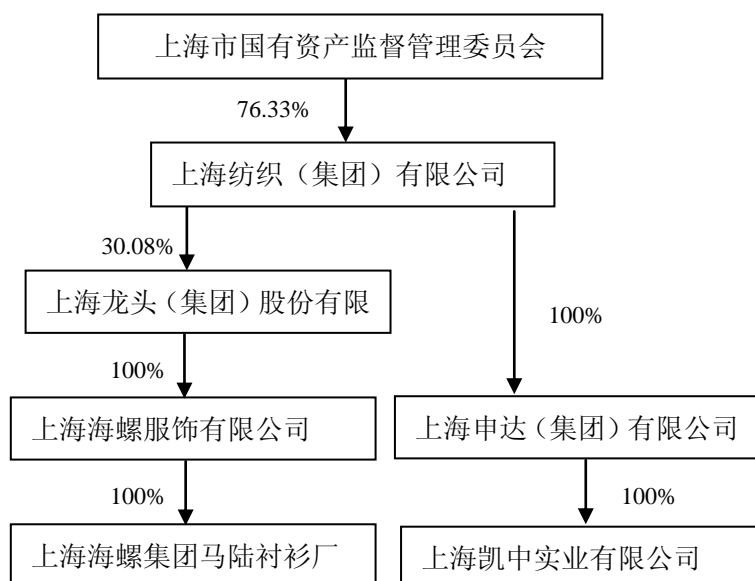 上海市国有资产监督管理委员会
76.33%
上海纺织（集团）有限公司
30.08%
上海龙头（集团）股份有限
100%
100%
上海海螺服饰有限公司
上海申达（集团）有限公司
100%
100%
上海海螺集团马陆衬衫厂
上海凯中实业有限公司